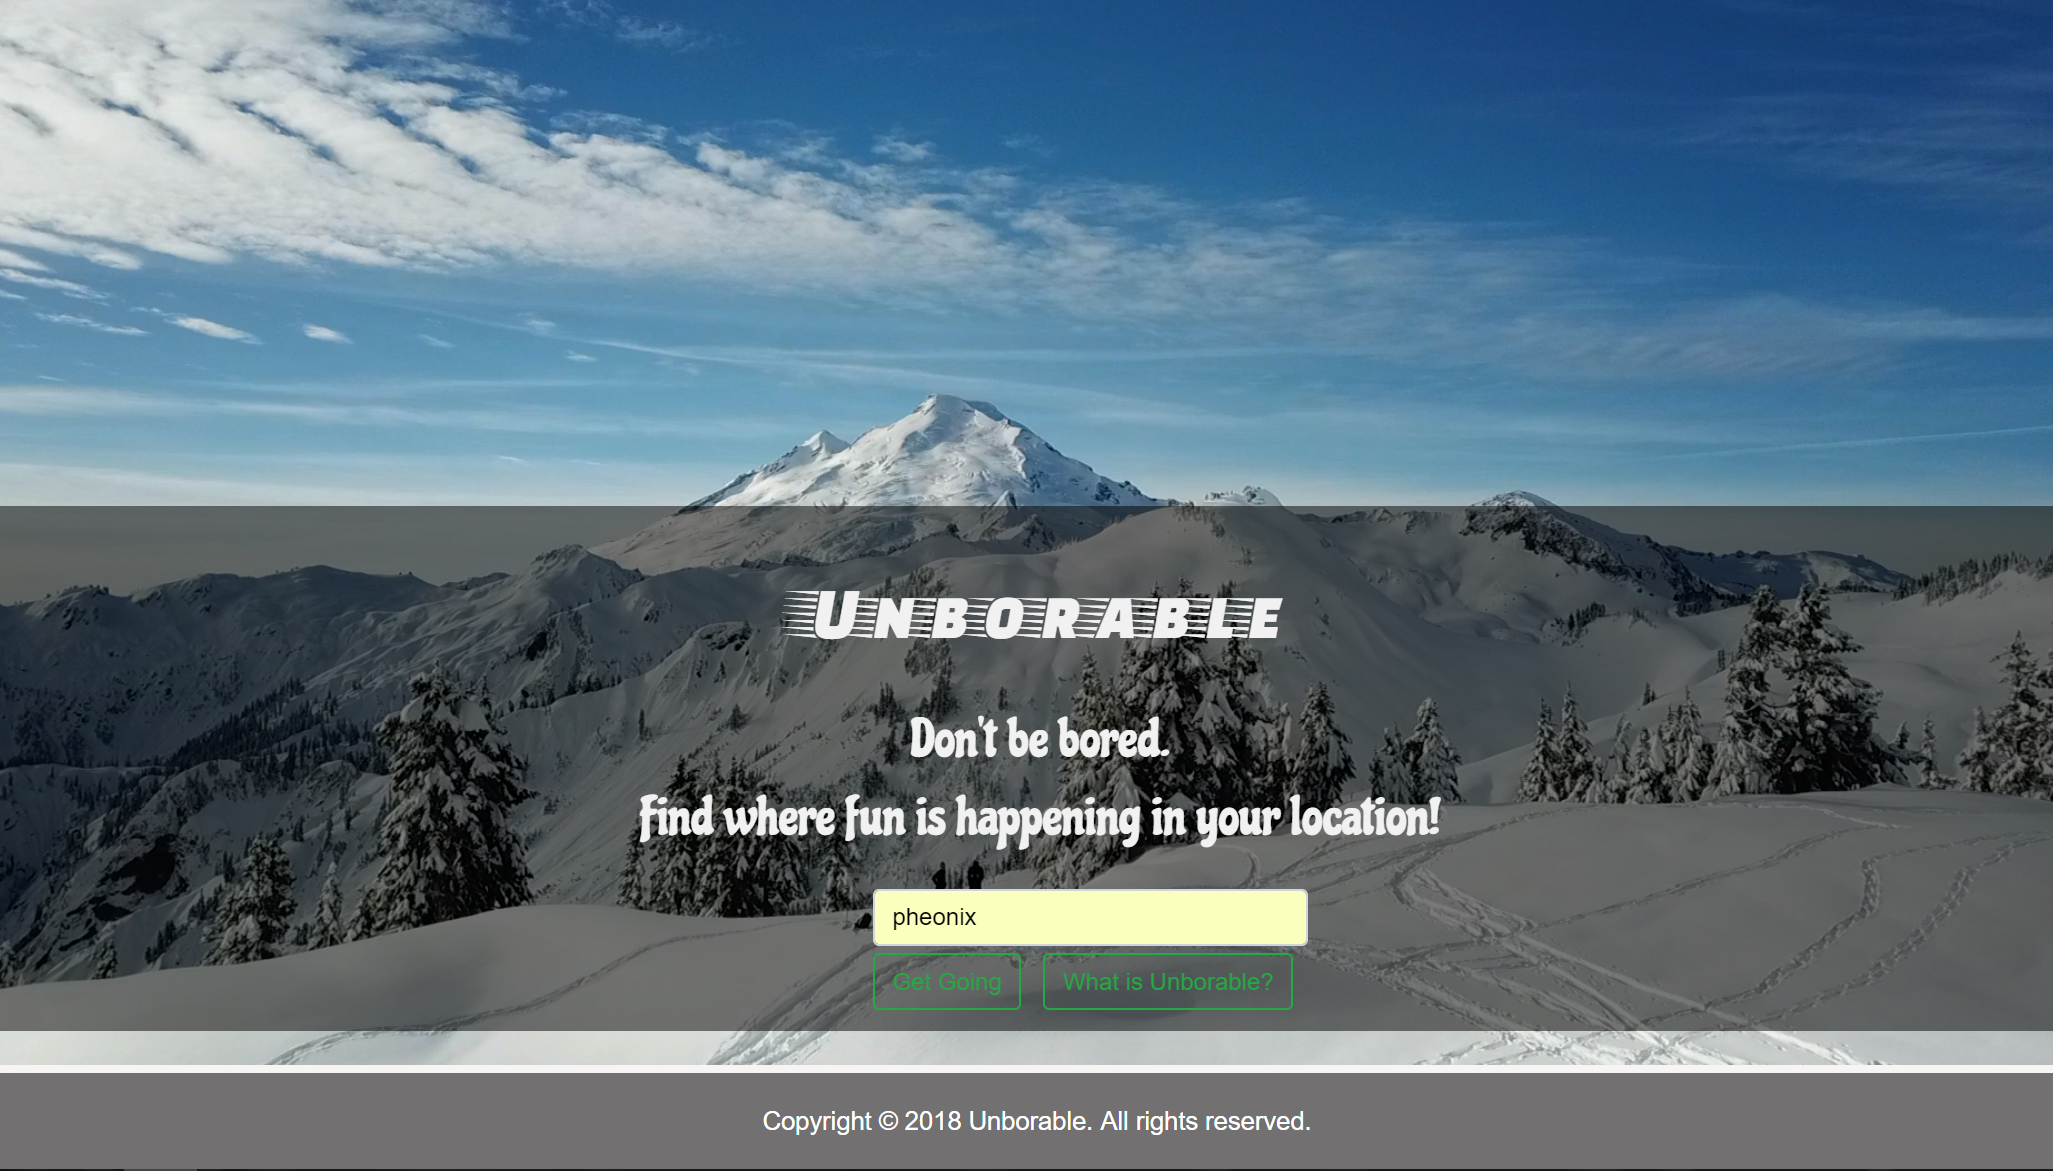 Unborable
Don't be bored.
Find where fun is happening in your location!
pheonix
Get Going
What is Unborable?
Copyright © 2018 Unborable. All rights reserved.